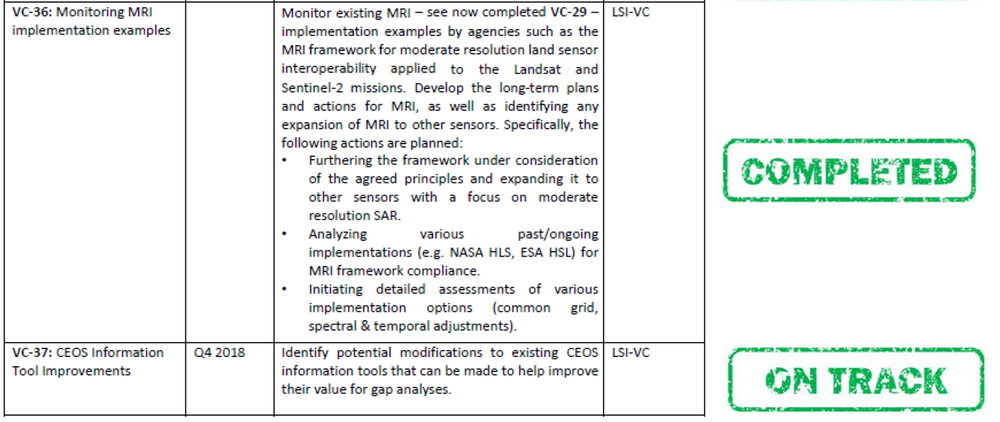 VC-36: Monitoring MRI
implementation examples
Monitor existing MRI – see now completed VC-29 –
implementation examples by agencies such as the
MRI framework for moderate resolution land sensor
interoperability applied to the Landsat and
Sentinel-2 missions. Develop the long-term plans
and actions for MRI, as well as identifying any
expansion of MRI to other sensors. Specifically, the
following actions are planned:
• Furthering the framework under consideration
of the agreed principles and expanding it to
other sensors with a focus on moderate
resolution SAR.
• Analyzing various past/ongoing
implementations (e.g. NASA HLS, ESA HSL) for
MRI framework compliance.
• Initiating detailed assessments of various
implementation options (common grid,
spectral & temporal adjustments).
LSI-VC
COMPLETED
VC-37: CEOS Information
Tool Improvements
Q4 2018
Identify potential modifications to existing CEOS
information tools that can be made to help improve
their value for gap analyses.
LSI-VC
ON TRACK